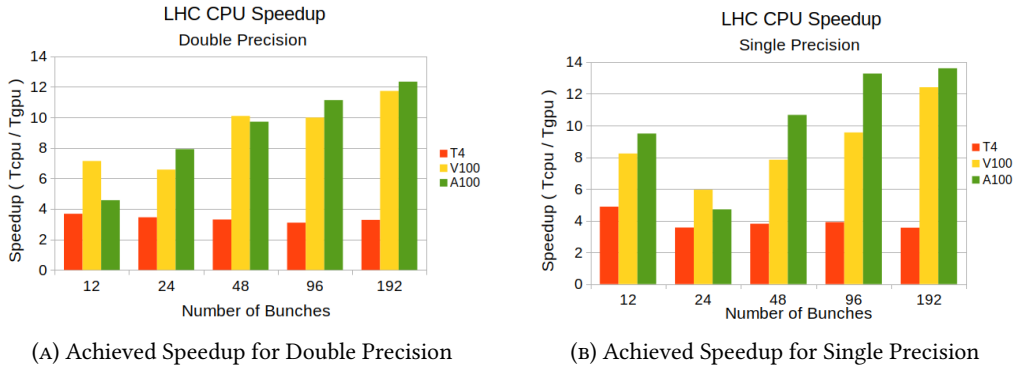 LHC CPU Speedup
Double Precision
Speedup ( Tcpu / Tgpu )
14
12
10
8
6
4
2
0
12 24 48 96 192
Number of Bunches
T4
V100
A100
(A) Achieved Speedup for Double Precision
LHC CPU Speedup
Single Precision
Speedup ( Tcpu / Tgpu )
14
12
10
8
6
4
2
0
12 24 48 96 192
Number of Bunches
T4
V100
A100
(B) Achieved Speedup for Single Precision